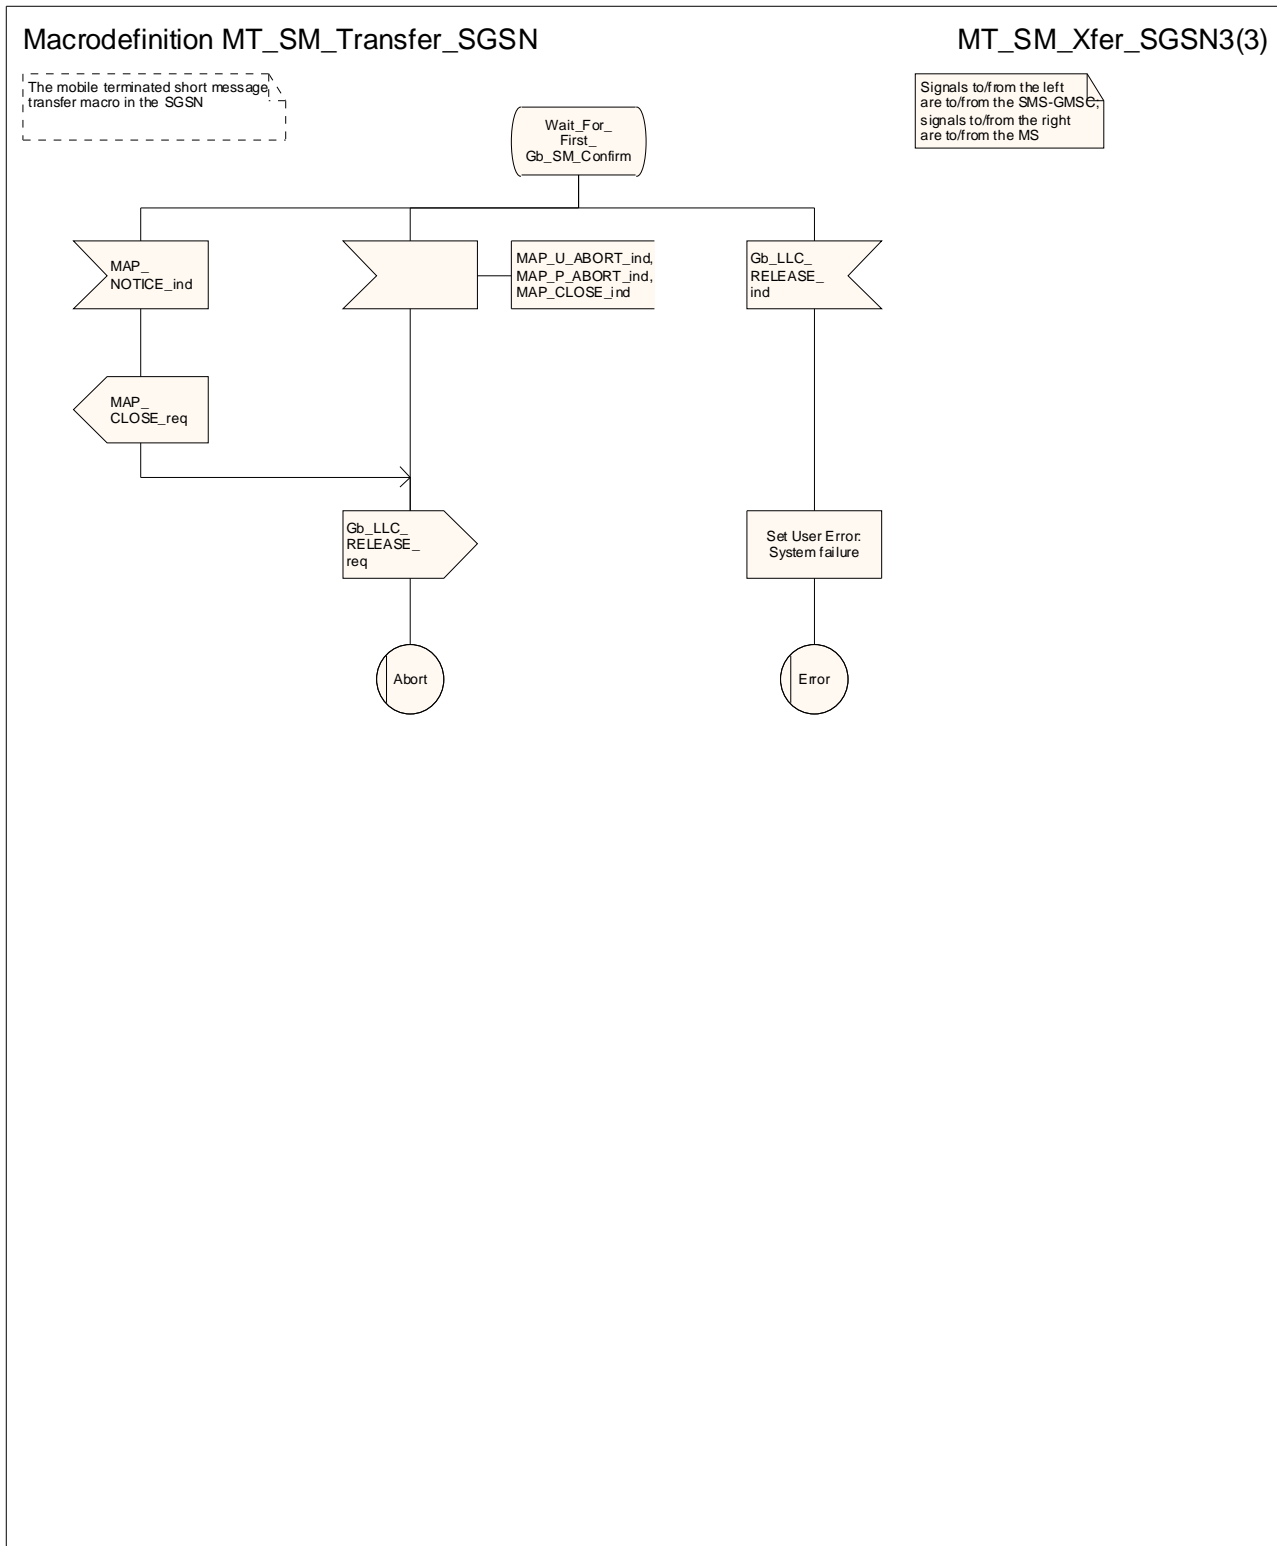 Macrodefinition MT_SM_Transfer_SGSN
MT_SM_Xfer_SGSN3(3)
The mobile terminated short message
transfer macro in the SGSN
Signals to/from the left
are to/from the SMS-GMSC;
signals to/from the right
are to/from the MS
Wait_For_
First_
Gb_SM_Confirm
MAP_
NOTICE_ind
MAP_U_ABORT_ind,
MAP_P_ABORT_ind,
MAP_CLOSE_ind
Gb_LLC_
RELEASE_
ind
MAP_
CLOSE_req
Gb_LLC_
RELEASE_
req
Set User Error:
System failure
Abort
Error